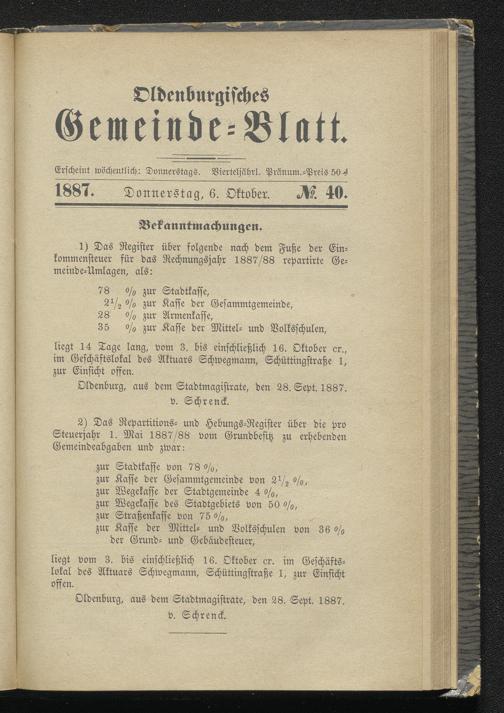 Oldenburgisches
Gemeinde-Blatt.
Erscheint wöchentlich: Donnerstags. Vierteljährl. Pränum.-Preis 50 ₰
1887. Donnerstag, 6. Oktober. № 40.
Bekanntmachungen.
1) Das Register über folgende nach dem Fuße der Ein-
kommensteuer für das Rechnungsjahr 1887/88 repartirte Ge-
meinde-Umlagen, als:
78 % zur Stadtkasse,
2½ % zur Kasse der Gesammtgemeinde,
28 % zur Armenkasse,
35 % zur Kasse der Mittel- und Volksschulen,
liegt 14 Tage lang, vom 3. bis einschließlich 16. Oktober cr.,
im Geschäftslokal des Aktuars Schwegmann, Schüttingstraße 1,
zur Einsicht offen.
Oldenburg, aus dem Stadtmagistrate, den 28. Sept. 1887.
v. Schrenck.
2) Das Repartitions- und Hebungs-Register über die pro
Steuerjahr 1. Mai 1887/88 vom Grundbesitz zu erhebenden
Gemeindeabgaben und zwar:
zur Stadtkasse von 78 %,
zur Kasse der Gesammtgemeinde von 2½ %,
zur Wegekasse der Stadtgemeinde 4 %,
zur Wegekasse des Stadtgebiets von 50 %,
zur Straßenkasse von 75 %,
zur Kasse der Mittel- und Volksschulen von 36 %
der Grund- und Gebäudesteuer,
liegt vom 3. bis einschließlich 16. Oktober cr. im Geschäfts-
lokal des Aktuars Schwegmann, Schüttingstraße 1, zur Einsicht
offen.
Oldenburg, aus dem Stadtmagistrate, den 28. Sept. 1887.
v. Schrenck.